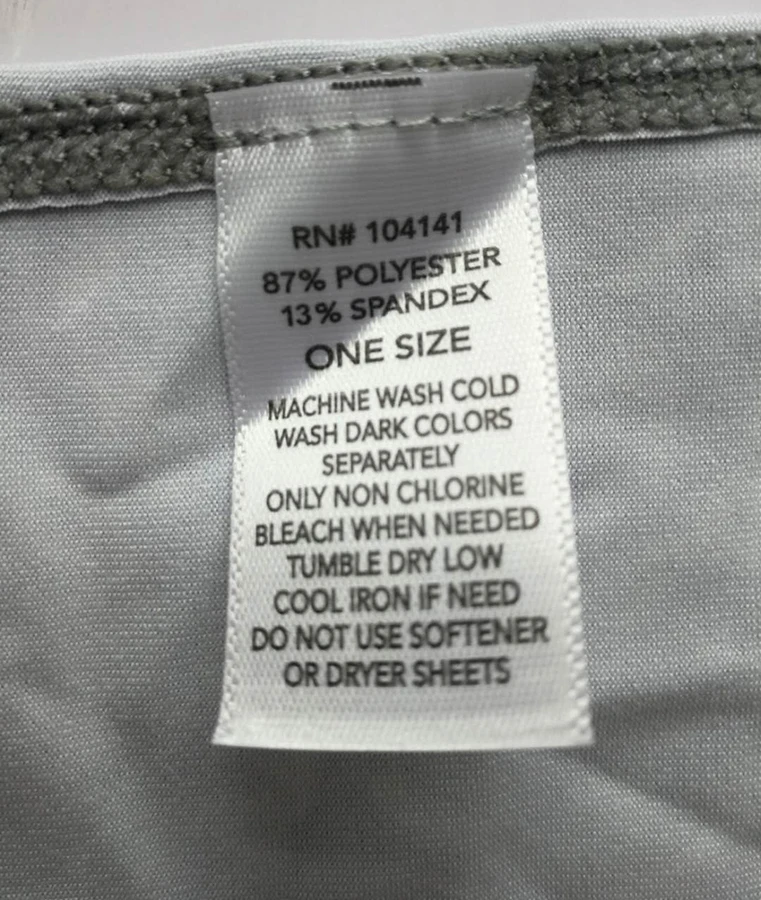 RN# 104141
87% POLYESTER
13% SPANDEX
ONE SIZE
MACHINE WASH COLD
WASH DARK COLORS
SEPARATELY
ONLY NON CHLORINE
BLEACH WHEN NEEDED
TUMBLE DRY LOW
COOL IRON IF NEED
DO NOT USE SOFTENER
OR DRYER SHEETS